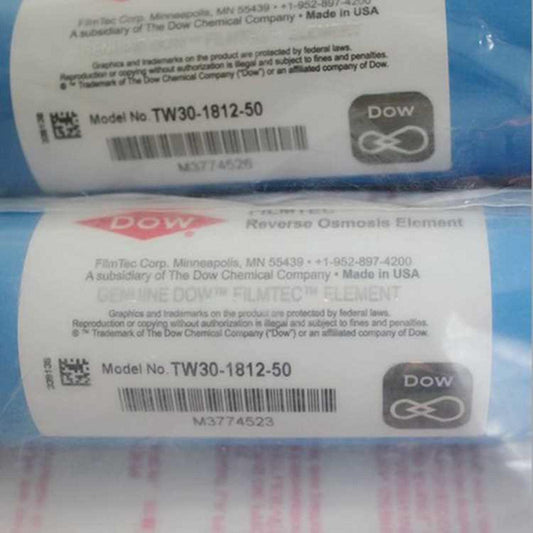 FilmTec Corp. Minneapolis, MN 55439 • +1-952-897-4200
A subsidiary of The Dow Chemical Company • Made in USA
Graphics and trademarks on the product are protected by federal laws.
Reproduction or copying without authorization is illegal and subject to fines and penalties.
® ™ Trademark of The Dow Chemical Company ("Dow") or an affiliated company of Dow.
Model No. TW30-1812-50
DOW
M3774526
DOW
FILMTEC
Reverse Osmosis Element
FilmTec Corp. Minneapolis, MN 55439 • +1-952-897-4200
A subsidiary of The Dow Chemical Company • Made in USA
GENUINE DOW™ FILMTEC™ ELEMENT
Graphics and trademarks on the product are protected by federal laws.
Reproduction or copying without authorization is illegal and subject to fines and penalties.
® ™ Trademark of The Dow Chemical Company ("Dow") or an affiliated company of Dow.
339138
Model No. TW30-1812-50
DOW
M3774523